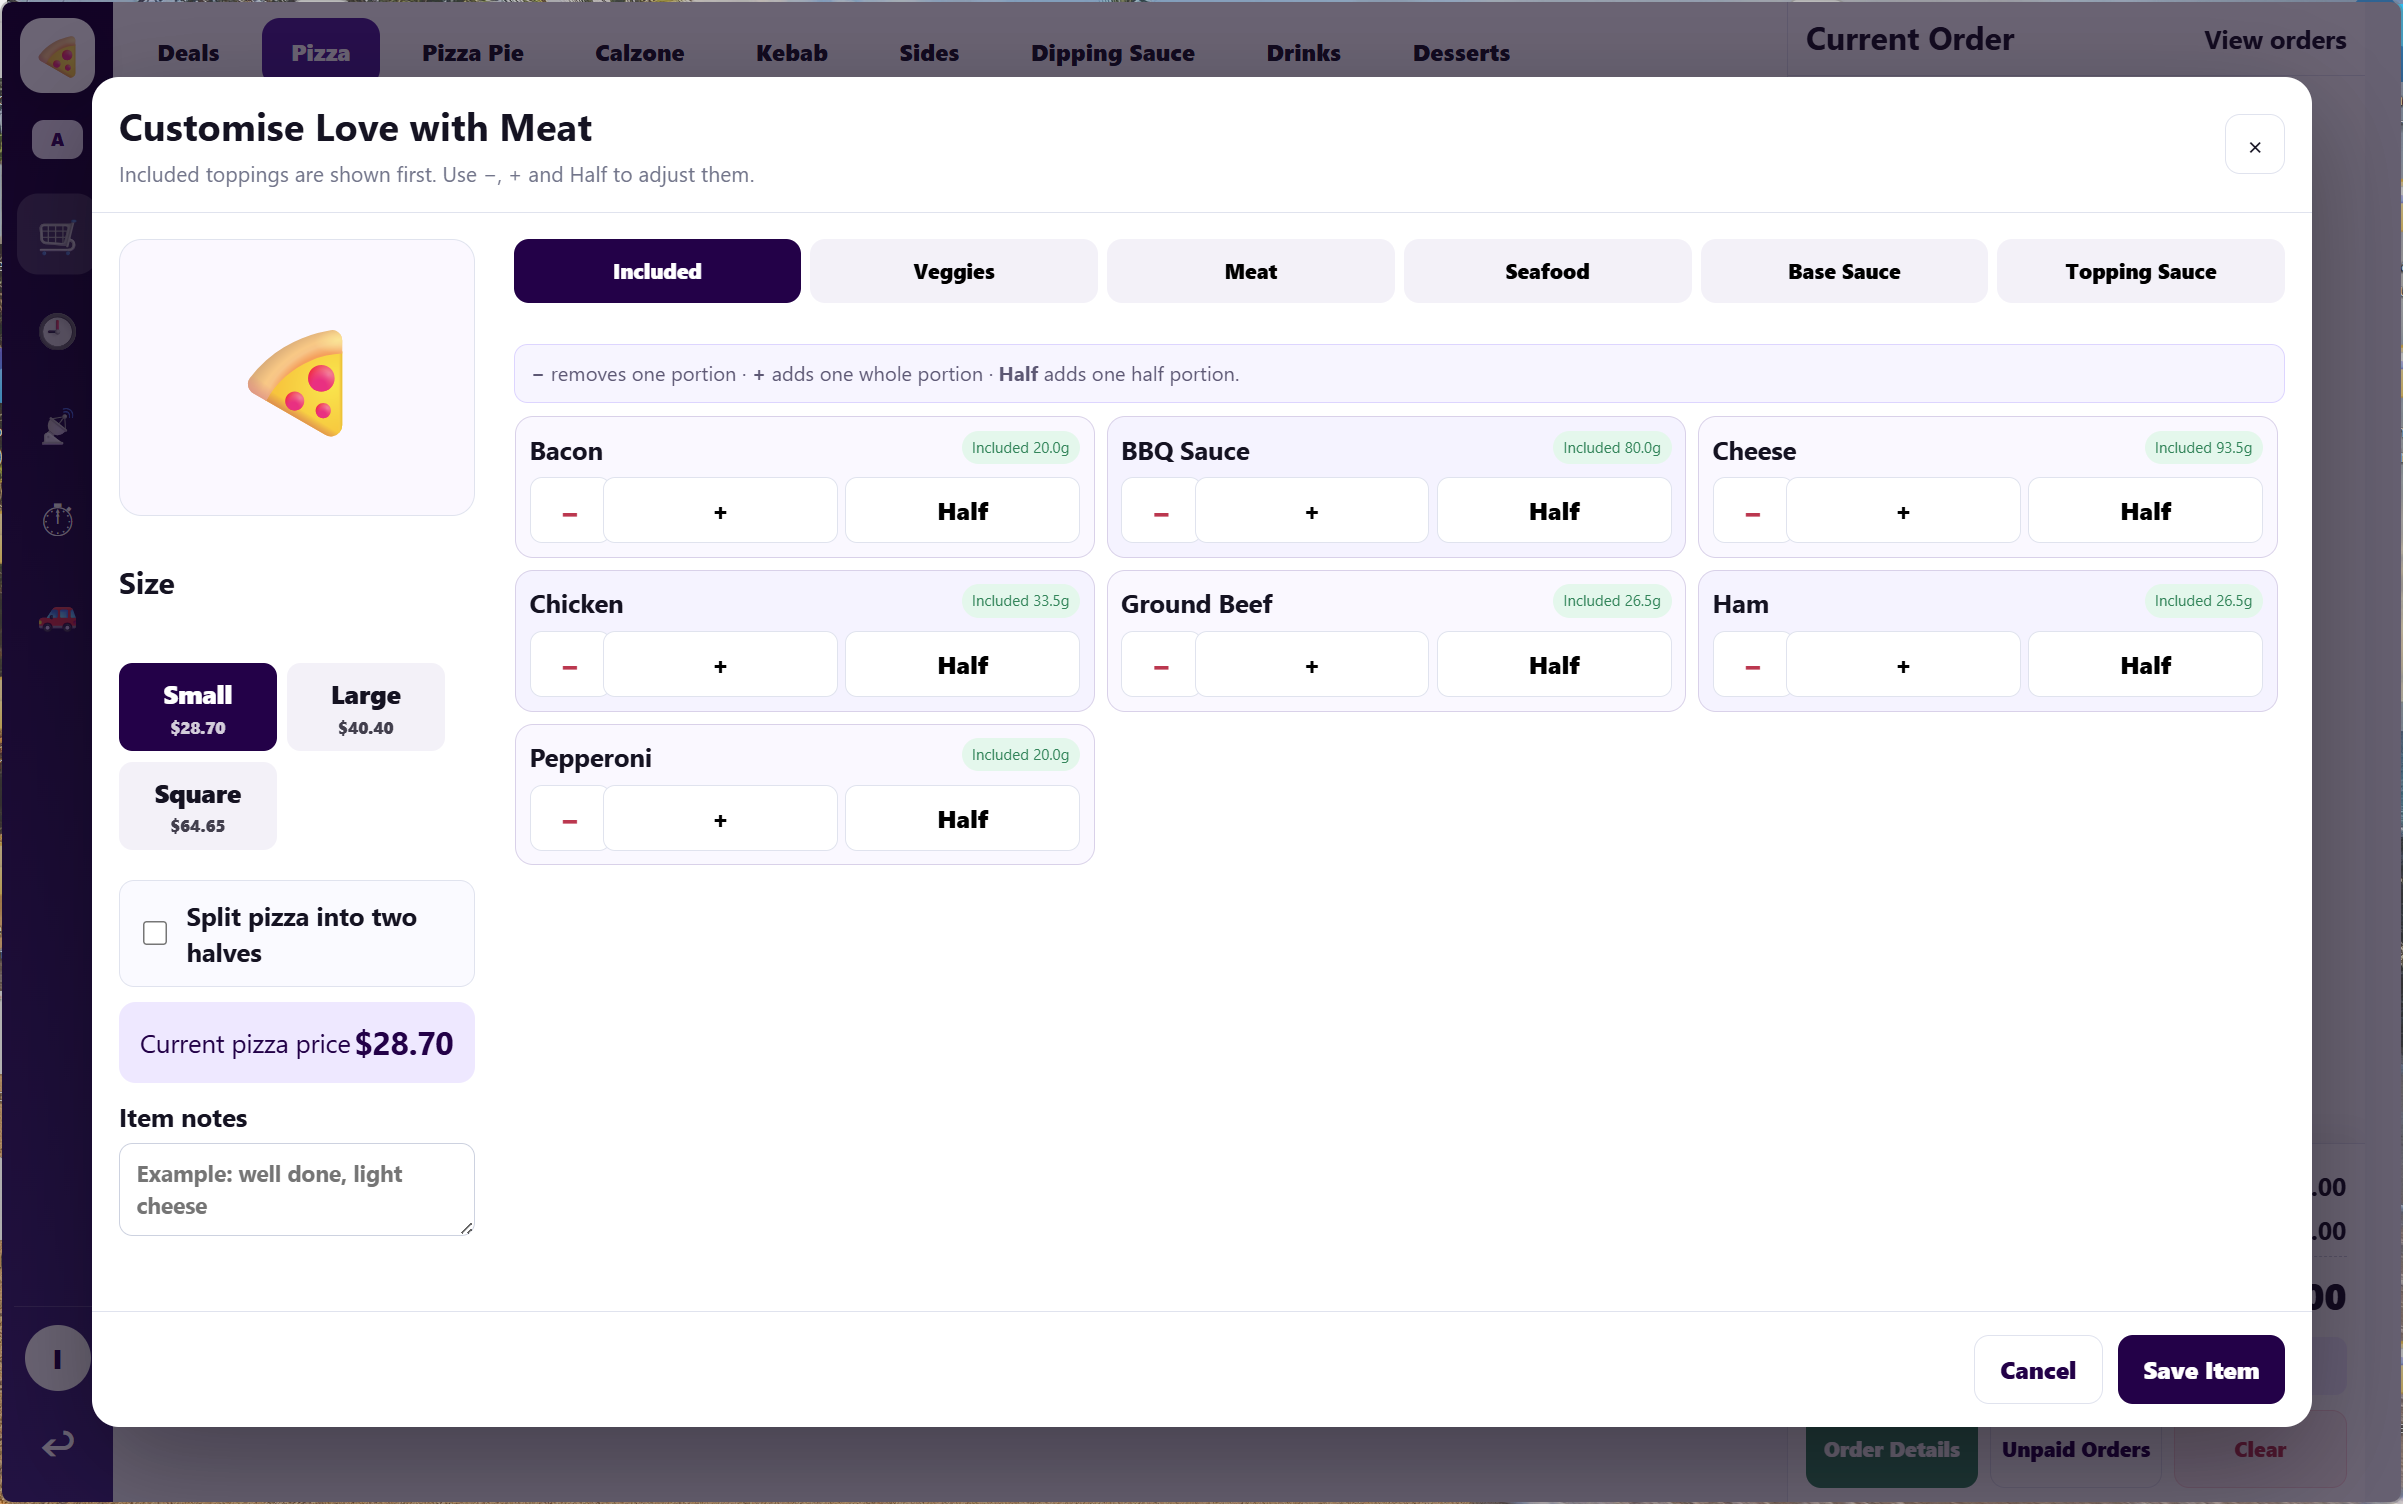 Deals
Pizza
Pizza Pie
Calzone
Kebab
Sides
Dipping Sauce
Drinks
Desserts
Current Order
View orders
A
Customise Love with Meat
Included toppings are shown first. Use −, + and Half to adjust them.
×
Included
Veggies
Meat
Seafood
Base Sauce
Topping Sauce
− removes one portion · + adds one whole portion · Half adds one half portion.
Bacon
Included 20.0g
−
+
Half
BBQ Sauce
Included 80.0g
−
+
Half
Cheese
Included 93.5g
−
+
Half
Chicken
Included 33.5g
−
+
Half
Ground Beef
Included 26.5g
−
+
Half
Ham
Included 26.5g
−
+
Half
Pepperoni
Included 20.0g
−
+
Half
Size
Small
$28.70
Large
$40.40
Square
$64.65
Split pizza into two
halves
Current pizza price $28.70
Item notes
Example: well done, light
cheese
.00
.00
00
I
Cancel
Save Item
Order Details
Unpaid Orders
Clear